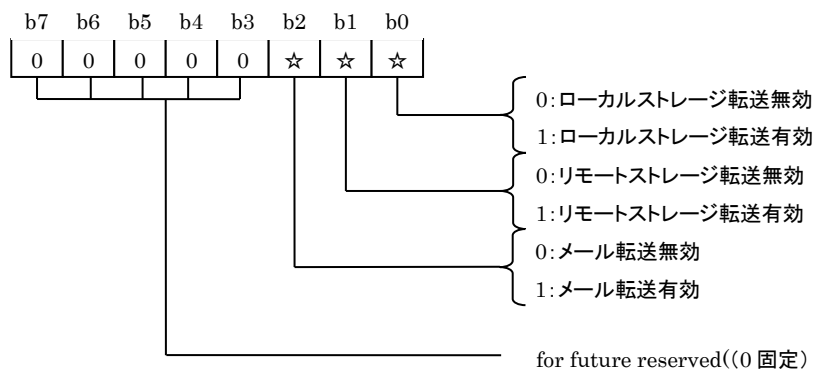 b7 b6 b5 b4 b3 b2 b1 b0
0 0 0 0 0 ☆ ☆ ☆
0:ローカルストレージ転送無効
1:ローカルストレージ転送有効
0:リモートストレージ転送無効
1:リモートストレージ転送有効
0:メール転送無効
1:メール転送有効
for future reserved((0 固定)